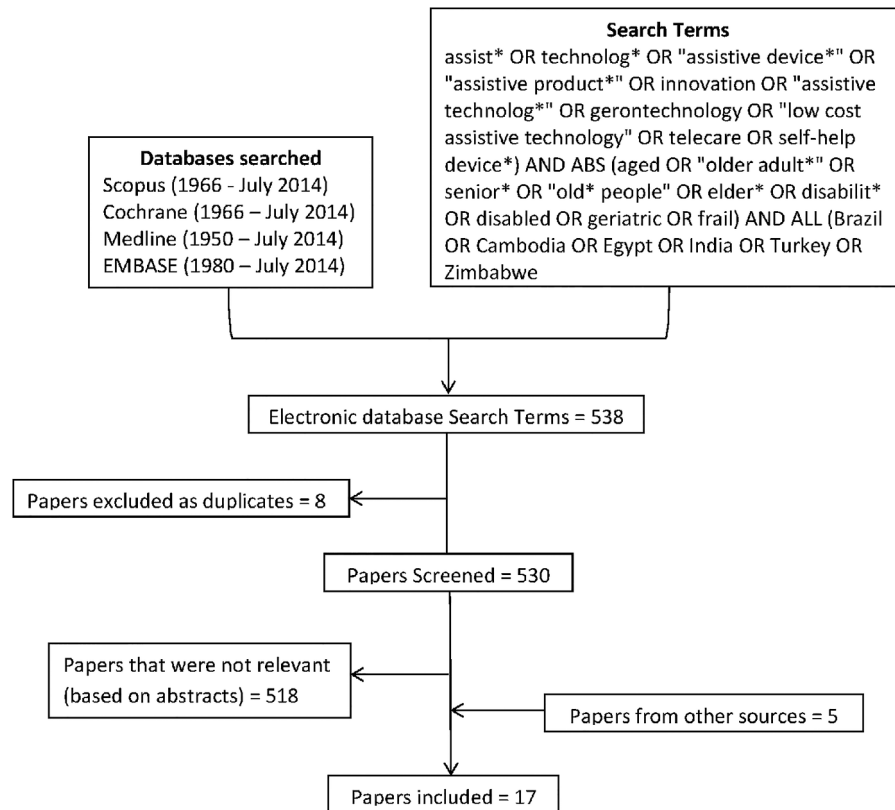 Databases searched
Scopus (1966 - July 2014)
Cochrane (1966 – July 2014)
Medline (1950 – July 2014)
EMBASE (1980 – July 2014)
Search Terms
assist* OR technolog* OR "assistive device*" OR
"assistive product*" OR innovation OR "assistive
technolog*" OR gerontechnology OR "low cost
assistive technology" OR telecare OR self-help
device*) AND ABS (aged OR "older adult*" OR
senior* OR "old* people" OR elder* OR disabilit*
OR disabled OR geriatric OR frail) AND ALL (Brazil
OR Cambodia OR Egypt OR India OR Turkey OR
Zimbabwe
Electronic database Search Terms = 538
Papers excluded as duplicates = 8
Papers Screened = 530
Papers that were not relevant
(based on abstracts) = 518
Papers from other sources = 5
Papers included = 17